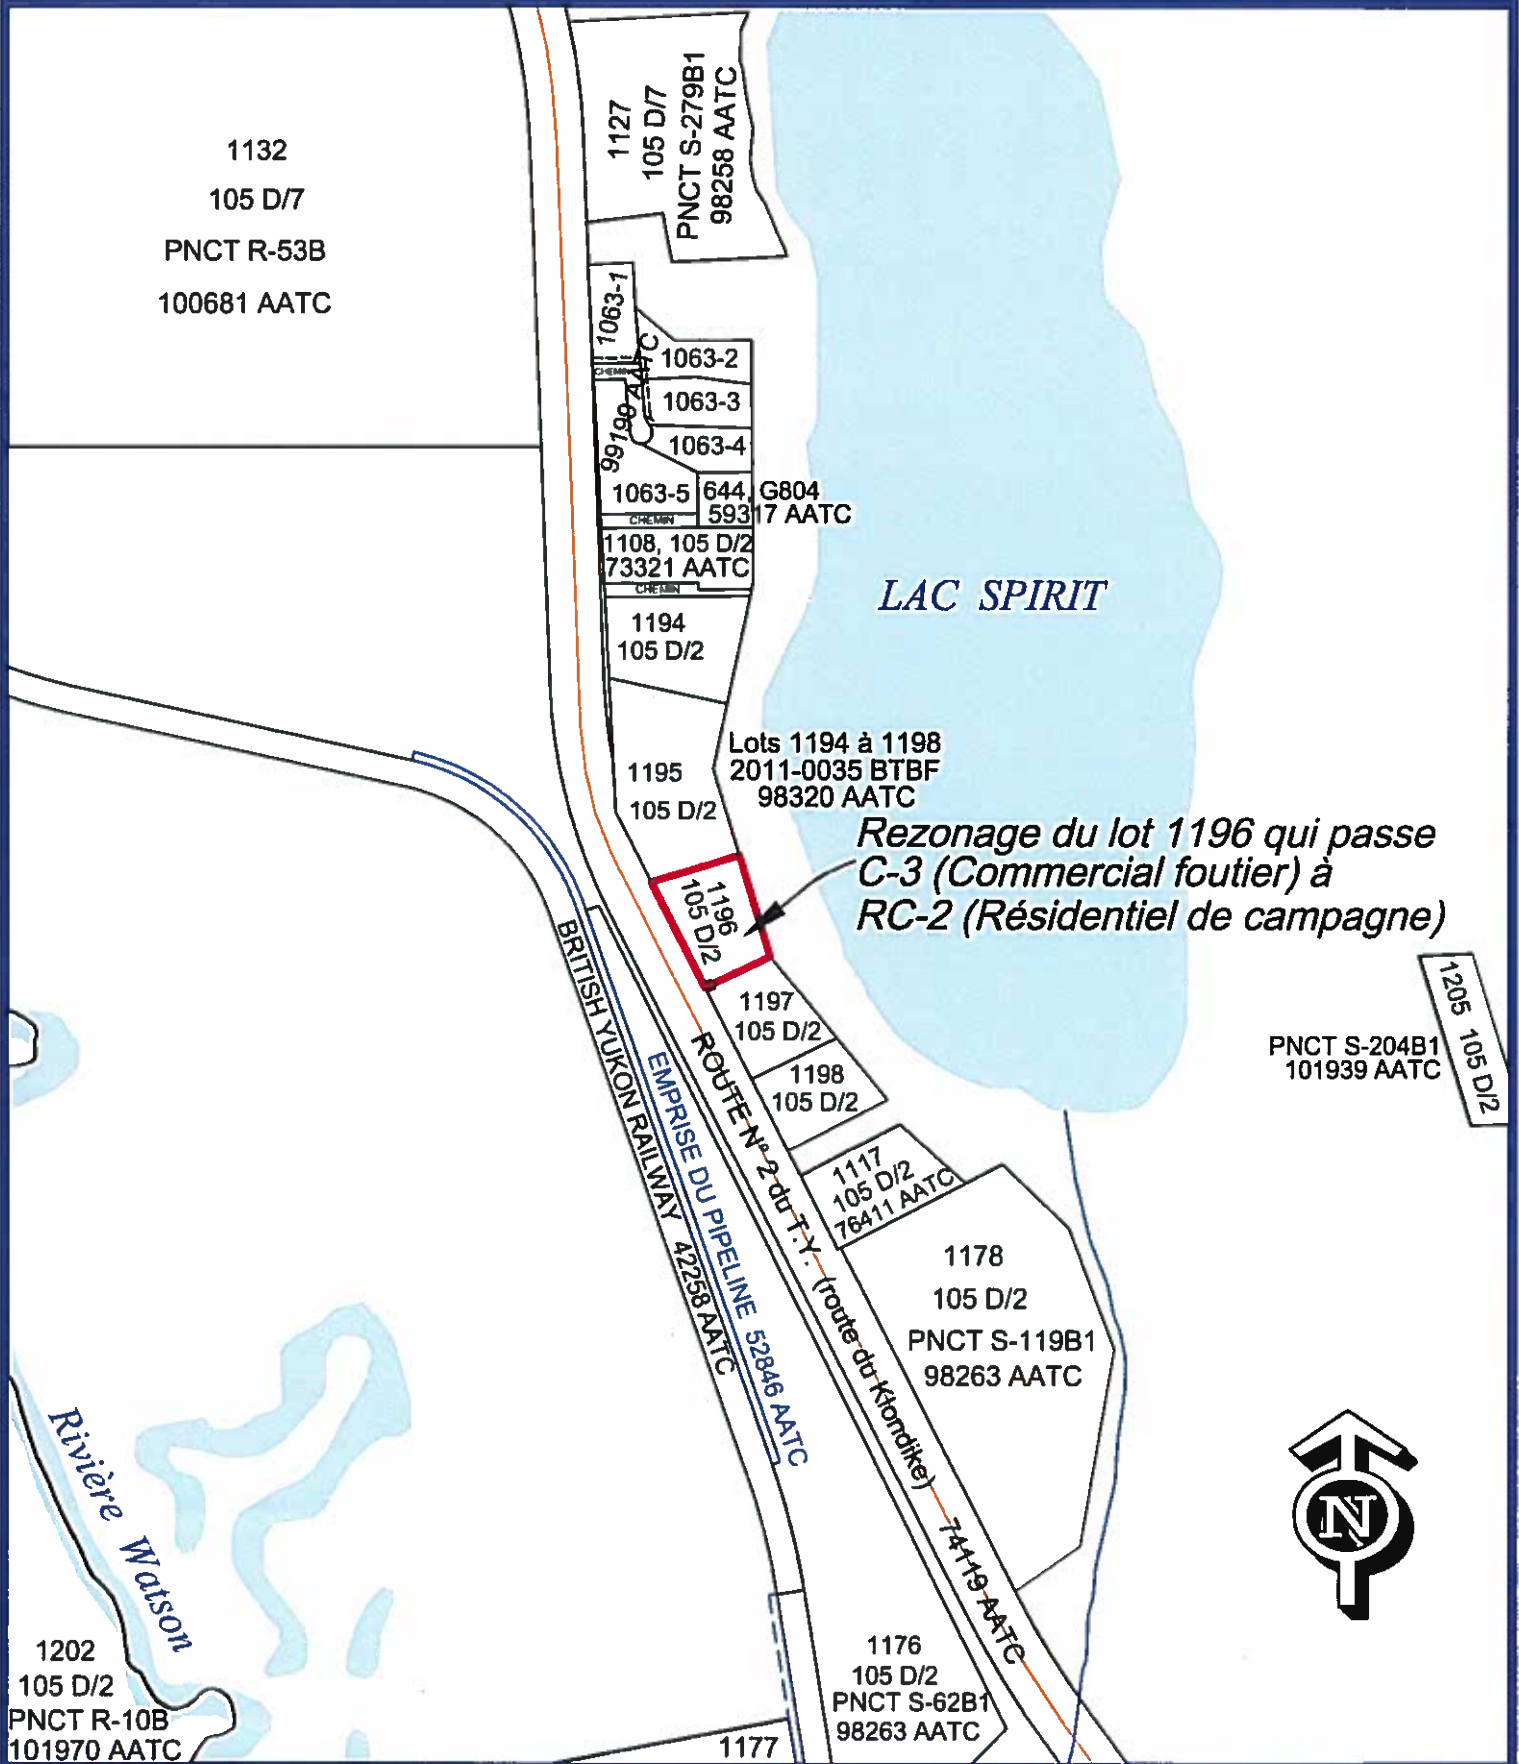 1132
105 D/7
PNCT R-53B
100681 AATC
1127
105 D/7
PNCT S-279B1
98258 AATC
1063-1
1063-2
CHEMIN
99199 AATC
1063-3
1063-4
1063-5
644, G804
59317 AATC
CHEMIN
1108, 105 D/2
73321 AATC
CHEMIN
1194
105 D/2
LAC SPIRIT
1195
105 D/2
Lots 1194 à 1198
2011-0035 BTBF
98320 AATC
Rezonage du lot 1196 qui passe
C-3 (Commercial foutier) à
RC-2 (Résidentiel de campagne)
1196
105 D/2
1197
105 D/2
1198
105 D/2
1205 105 D/2
PNCT S-204B1
101939 AATC
BRITISH YUKON RAILWAY 42258 AATC
EMPRISE DU PIPELINE 52846 AATC
ROUTE Nº 2 du T.Y. (route du Klondike) 74119 AATC
1117
105 D/2
76411 AATC
1178
105 D/2
PNCT S-119B1
98263 AATC
Rivière Watson
N
1202
105 D/2
PNCT R-10B
101970 AATC
1176
105 D/2
PNCT S-62B1
98263 AATC
1177